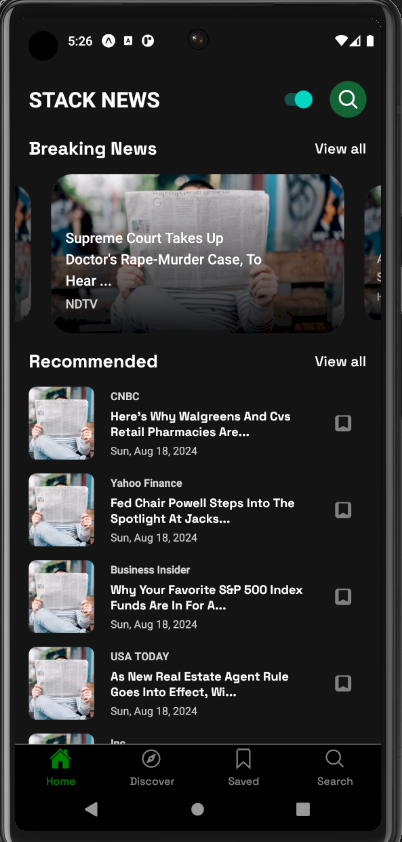 5:26
STACK NEWS
Breaking News
View all
Supreme Court Takes Up
Doctor's Rape-Murder Case, To
Hear ...
NDTV
Recommended
View all
CNBC
Here's Why Walgreens And Cvs
Retail Pharmacies Are...
Sun, Aug 18, 2024
Yahoo Finance
Fed Chair Powell Steps Into The
Spotlight At Jacks...
Sun, Aug 18, 2024
Business Insider
Why Your Favorite S&P 500 Index
Funds Are In For A...
Sun, Aug 18, 2024
USA TODAY
As New Real Estate Agent Rule
Goes Into Effect, Wi...
Sun, Aug 18, 2024
Inc.
Home
Discover
Saved
Search